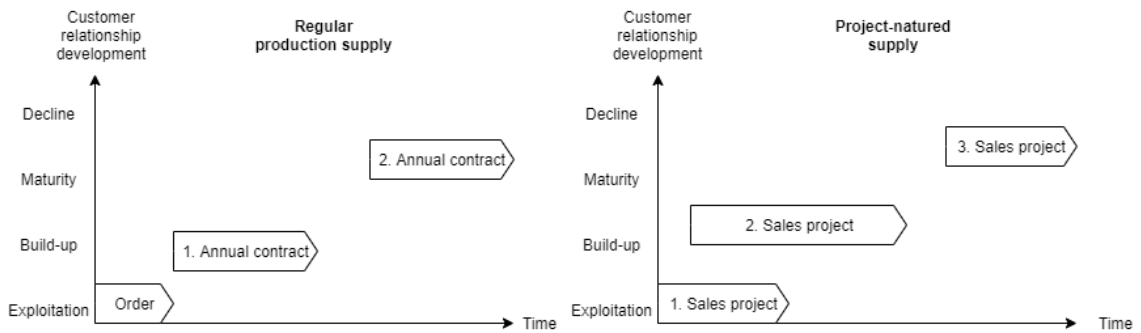 Customer
relationship
development
Regular
production supply
Decline
2. Annual contract
Maturity
1. Annual contract
Build-up
Exploitation
Order
Time
Customer
relationship
development
Project-natured
supply
Decline
3. Sales project
Maturity
2. Sales project
Build-up
Exploitation
1. Sales project
Time